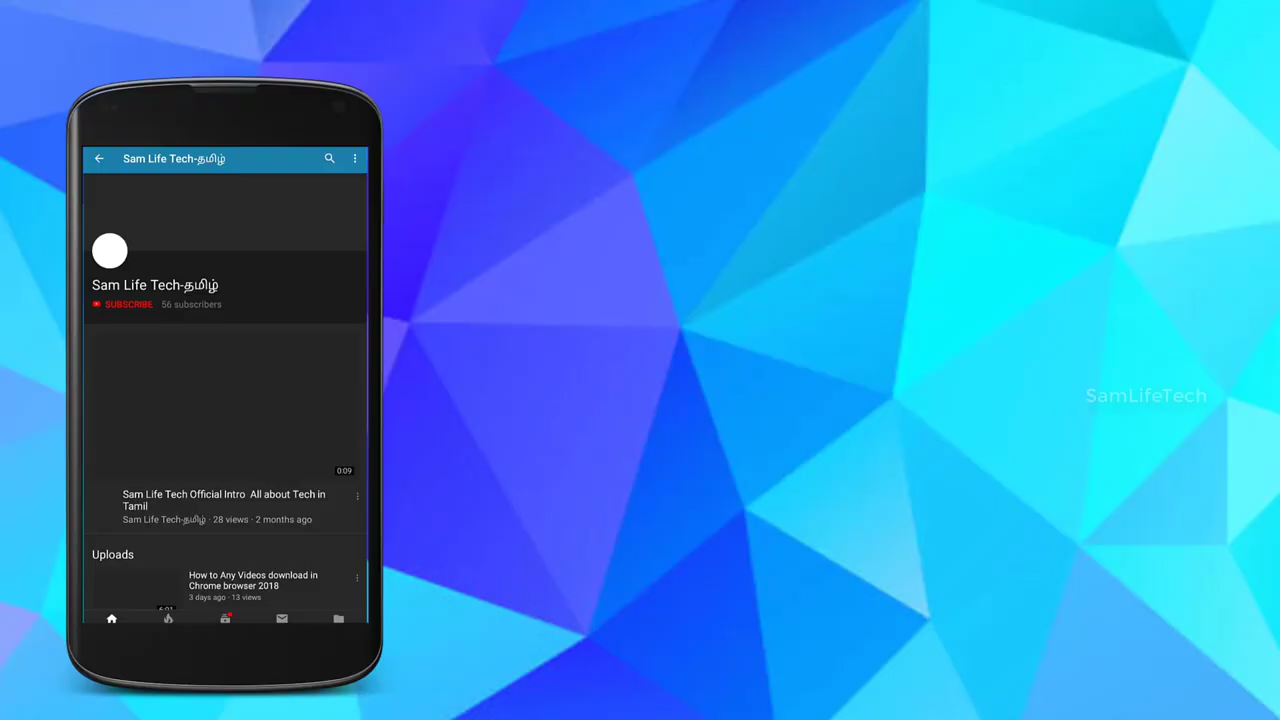 Sam Life Tech-தமிழ்
Sam Life Tech-தமிழ்
SUBSCRIBE 56 subscribers
0:09
Sam Life Tech Official Intro All about Tech in
Tamil
Sam Life Tech-தமிழ் · 28 views · 2 months ago
Uploads
How to Any Videos download in
Chrome browser 2018
3 days ago · 13 views
6:01
SamLifeTech